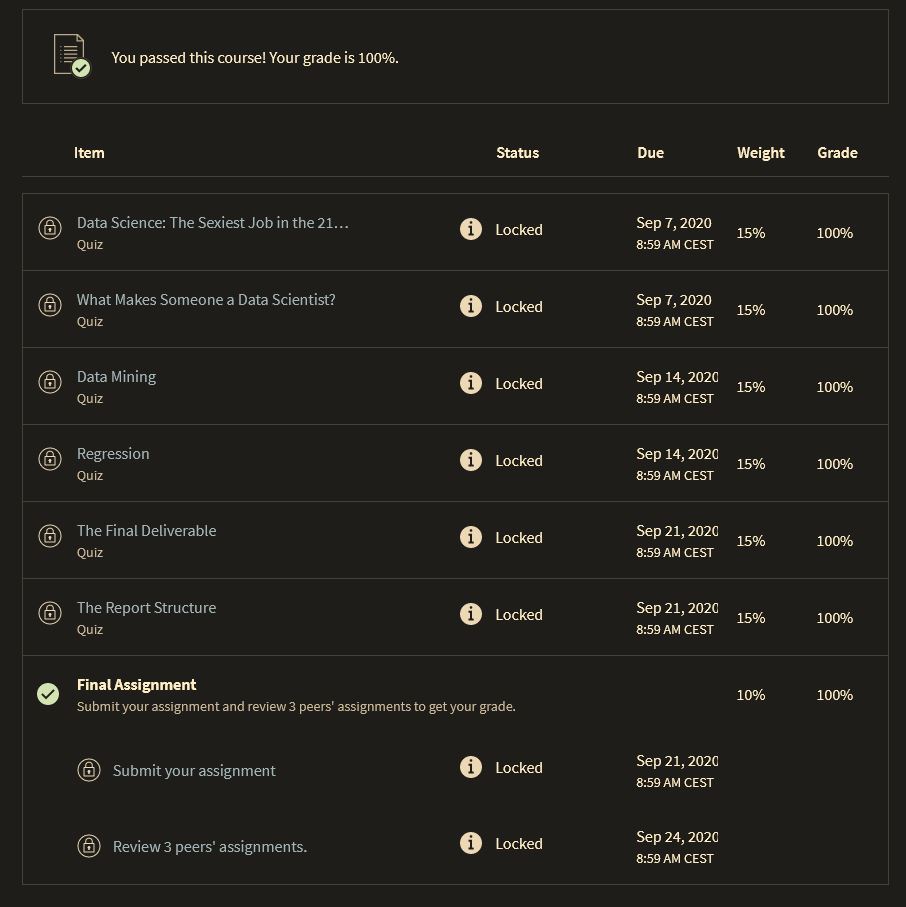 You passed this course! Your grade is 100%.
Item Status Due Weight Grade
Data Science: The Sexiest Job in the 21…
Quiz
Locked
Sep 7, 2020
8:59 AM CEST
15%
100%
What Makes Someone a Data Scientist?
Quiz
Locked
Sep 7, 2020
8:59 AM CEST
15%
100%
Data Mining
Quiz
Locked
Sep 14, 2020
8:59 AM CEST
15%
100%
Regression
Quiz
Locked
Sep 14, 2020
8:59 AM CEST
15%
100%
The Final Deliverable
Quiz
Locked
Sep 21, 2020
8:59 AM CEST
15%
100%
The Report Structure
Quiz
Locked
Sep 21, 2020
8:59 AM CEST
15%
100%
Final Assignment
Submit your assignment and review 3 peers' assignments to get your grade.
10%
100%
Submit your assignment
Locked
Sep 21, 2020
8:59 AM CEST
Review 3 peers' assignments.
Locked
Sep 24, 2020
8:59 AM CEST